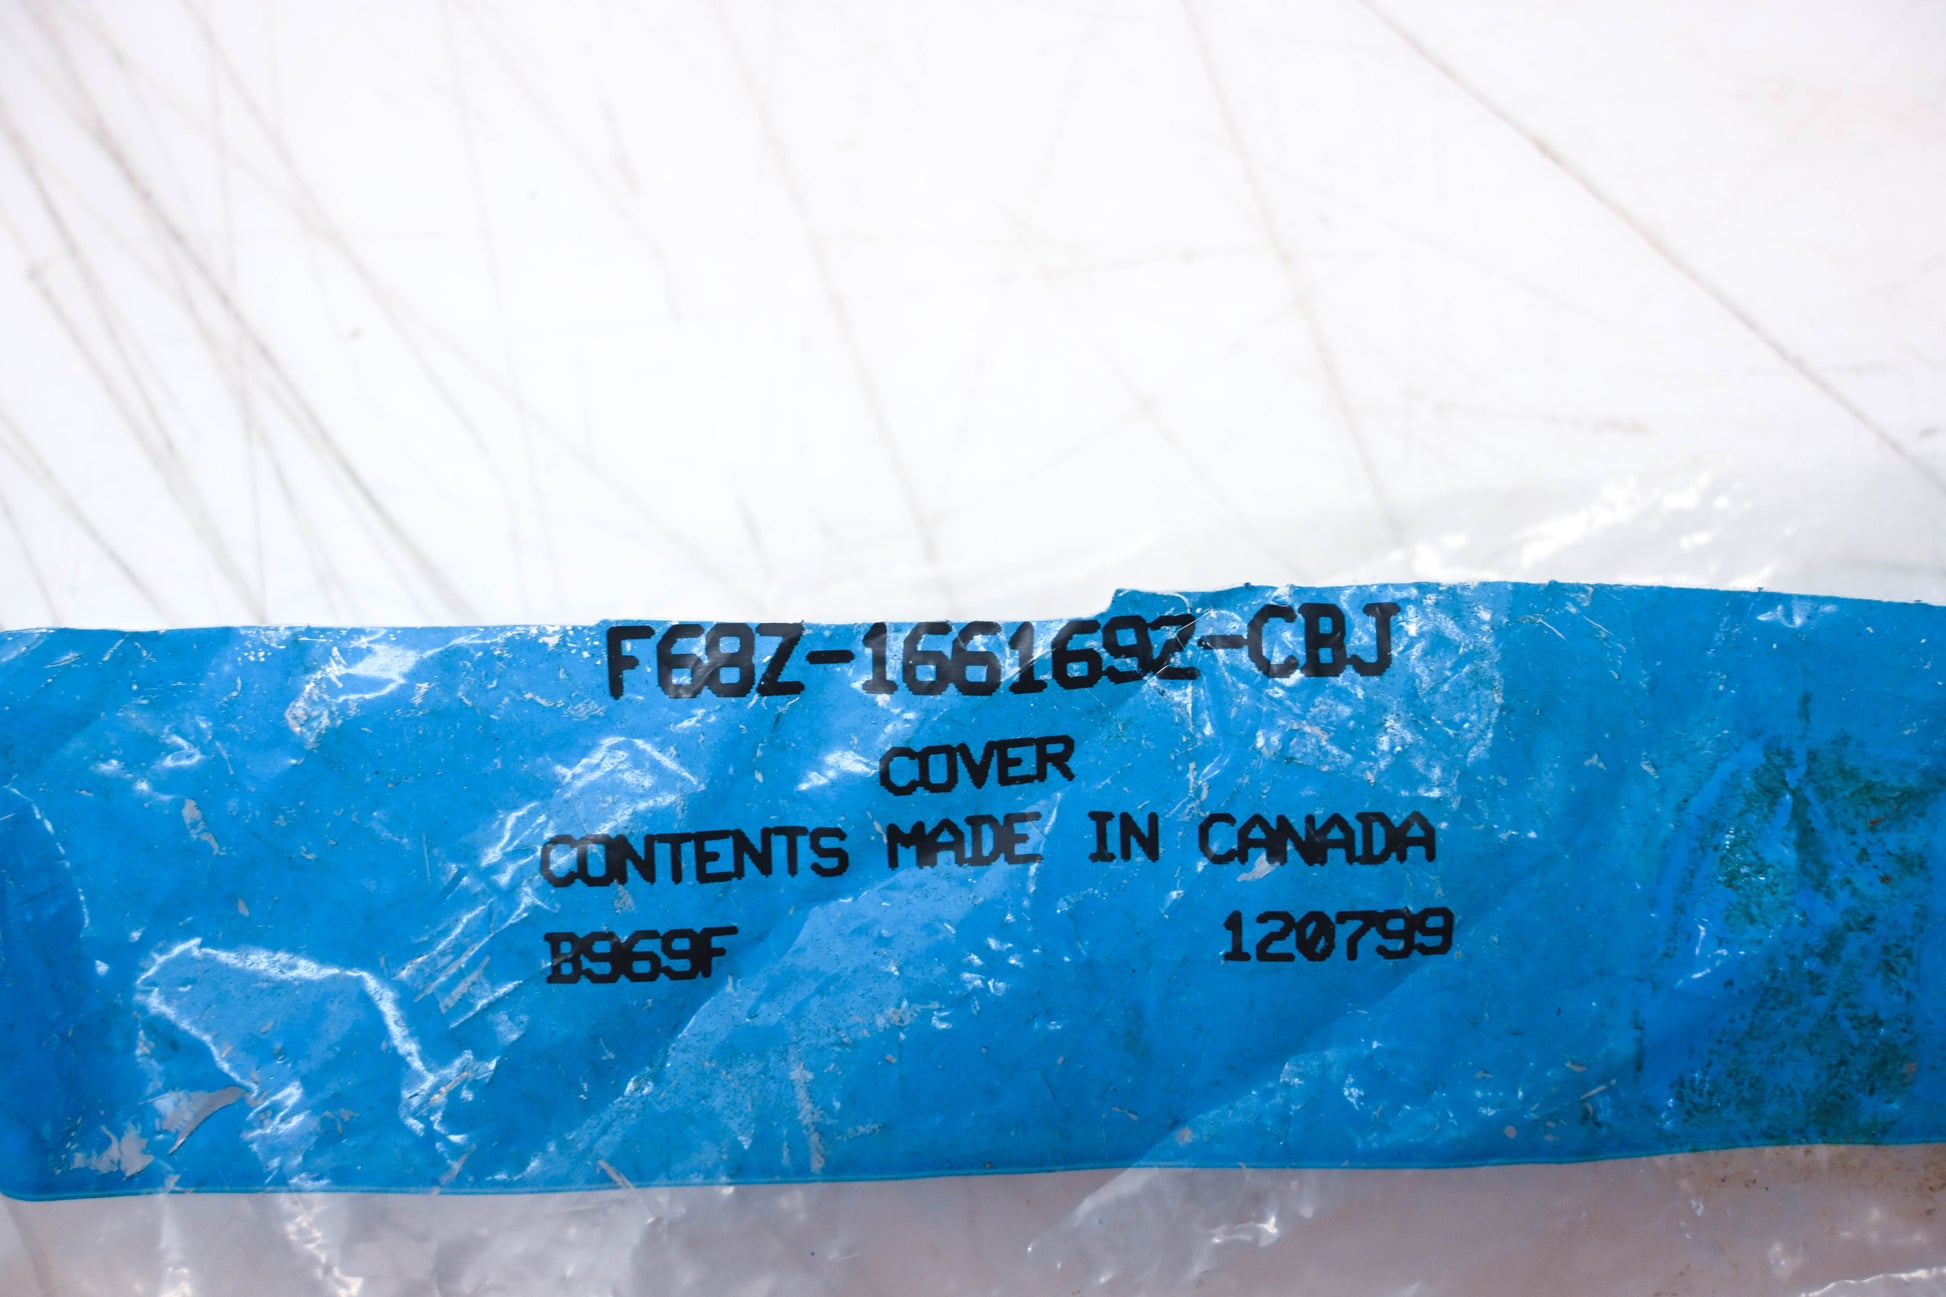 F68Z-1661692-CBJ
COVER
CONTENTS MADE IN CANADA
B969F 120799